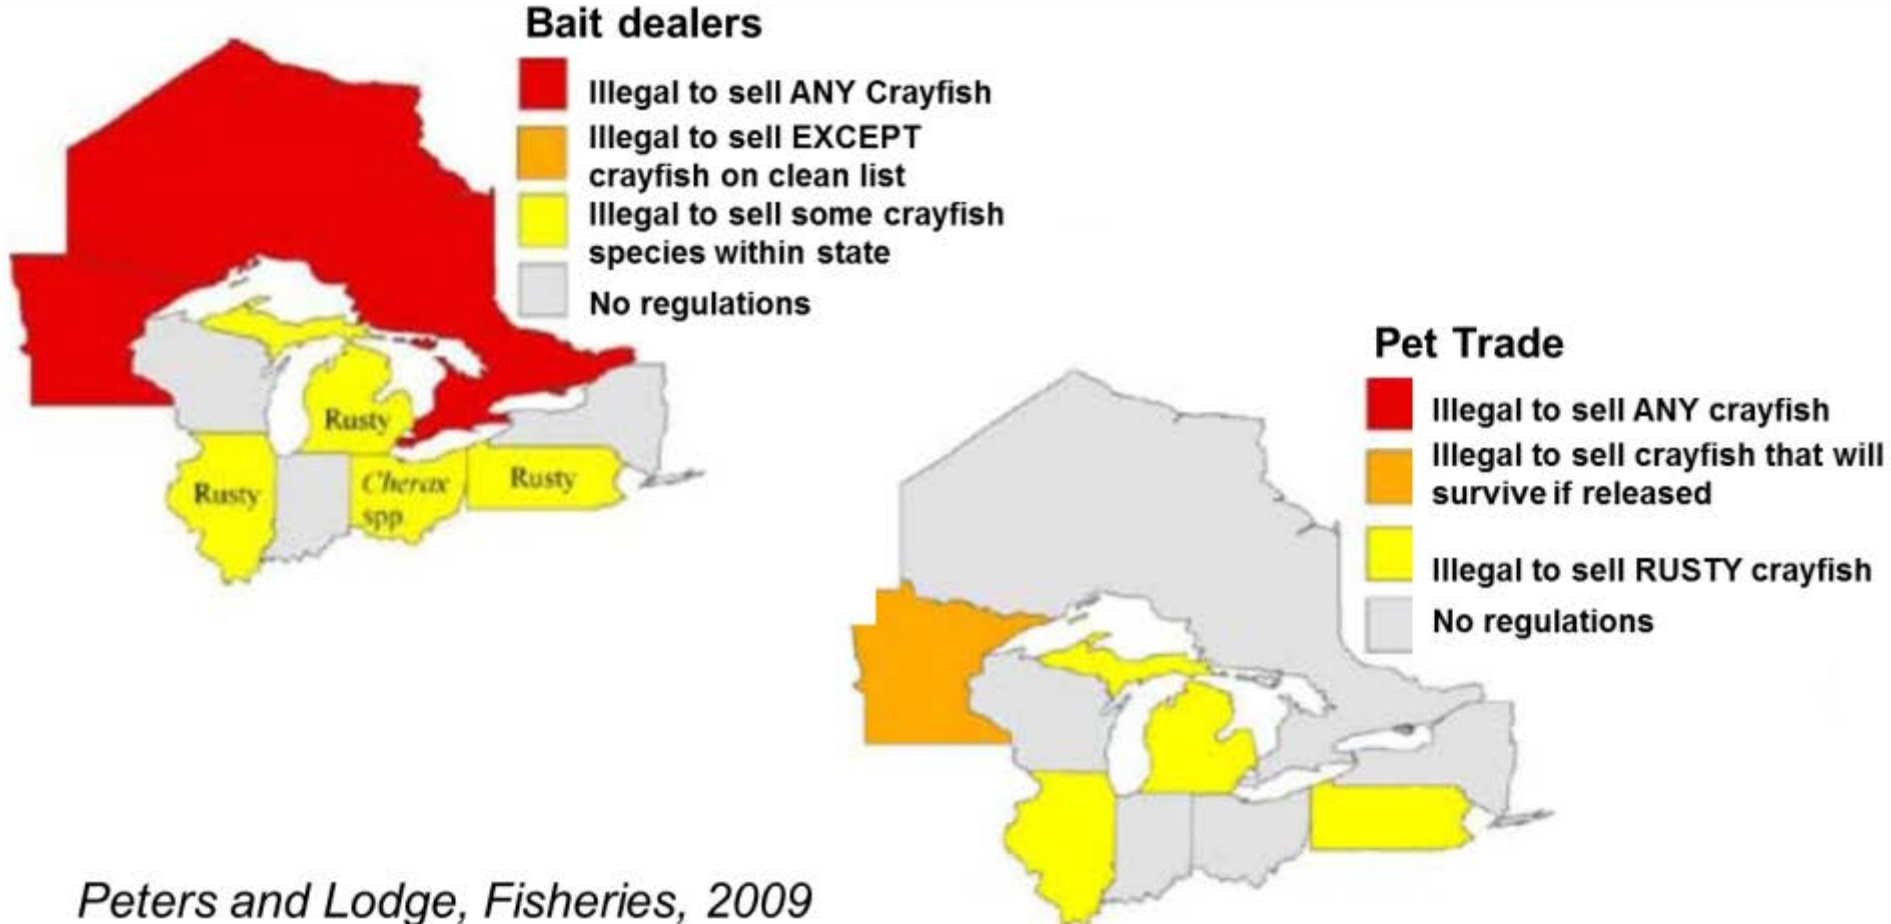 Bait dealers
Illegal to sell ANY Crayfish
Illegal to sell EXCEPT
crayfish on clean list
Illegal to sell some crayfish
species within state
No regulations
Rusty
Rusty
Cherax
spp
Rusty
Pet Trade
Illegal to sell ANY crayfish
Illegal to sell crayfish that will
survive if released
Illegal to sell RUSTY crayfish
No regulations
Peters and Lodge, Fisheries, 2009